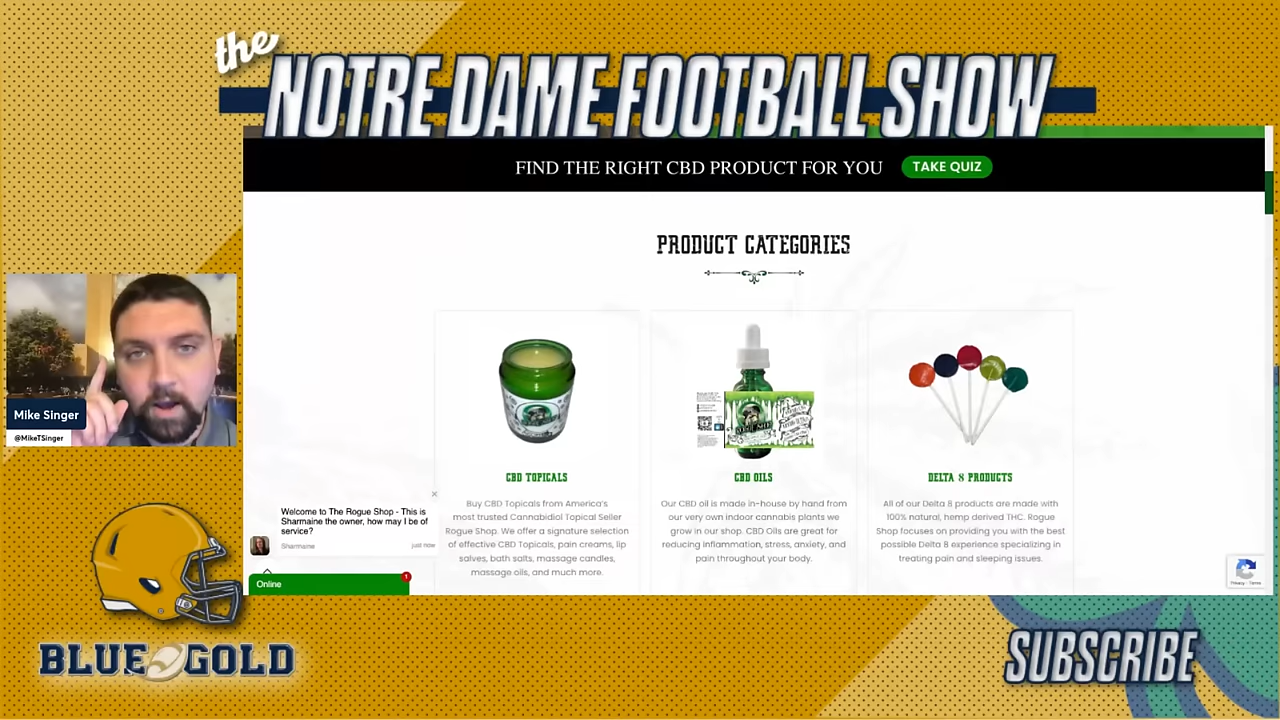 the
NOTRE DAME FOOTBALL SHOW
FIND THE RIGHT CBD PRODUCT FOR YOU
TAKE QUIZ
PRODUCT CATEGORIES
CBD TOPICALS
Buy CBD Topicals from America's
most trusted Cannabidiol Topical Seller
Rogue Shop. We offer a signature selection
of effective CBD Topicals, pain creams, lip
salves, bath salts, massage candles,
massage oils, and much more.
CBD OILS
Our CBD oil is made in-house by hand from
our very own indoor cannabis plants we
grow in our shop. CBD Oils are great for
reducing inflammation, stress, anxiety, and
pain throughout your body.
DELTA 8 PRODUCTS
All of our Delta 8 products are made with
100% natural, hemp derived THC. Rogue
Shop focuses on providing you with the best
possible Delta 8 experience specializing in
treating pain and sleeping issues.
Mike Singer
@MikeTSinger
Welcome to The Rogue Shop - This is
Sharmaine the owner, how may I be of
service?
Sharmaine
just now
Online
1
Privacy - Terms
BLUE GOLD
SUBSCRIBE